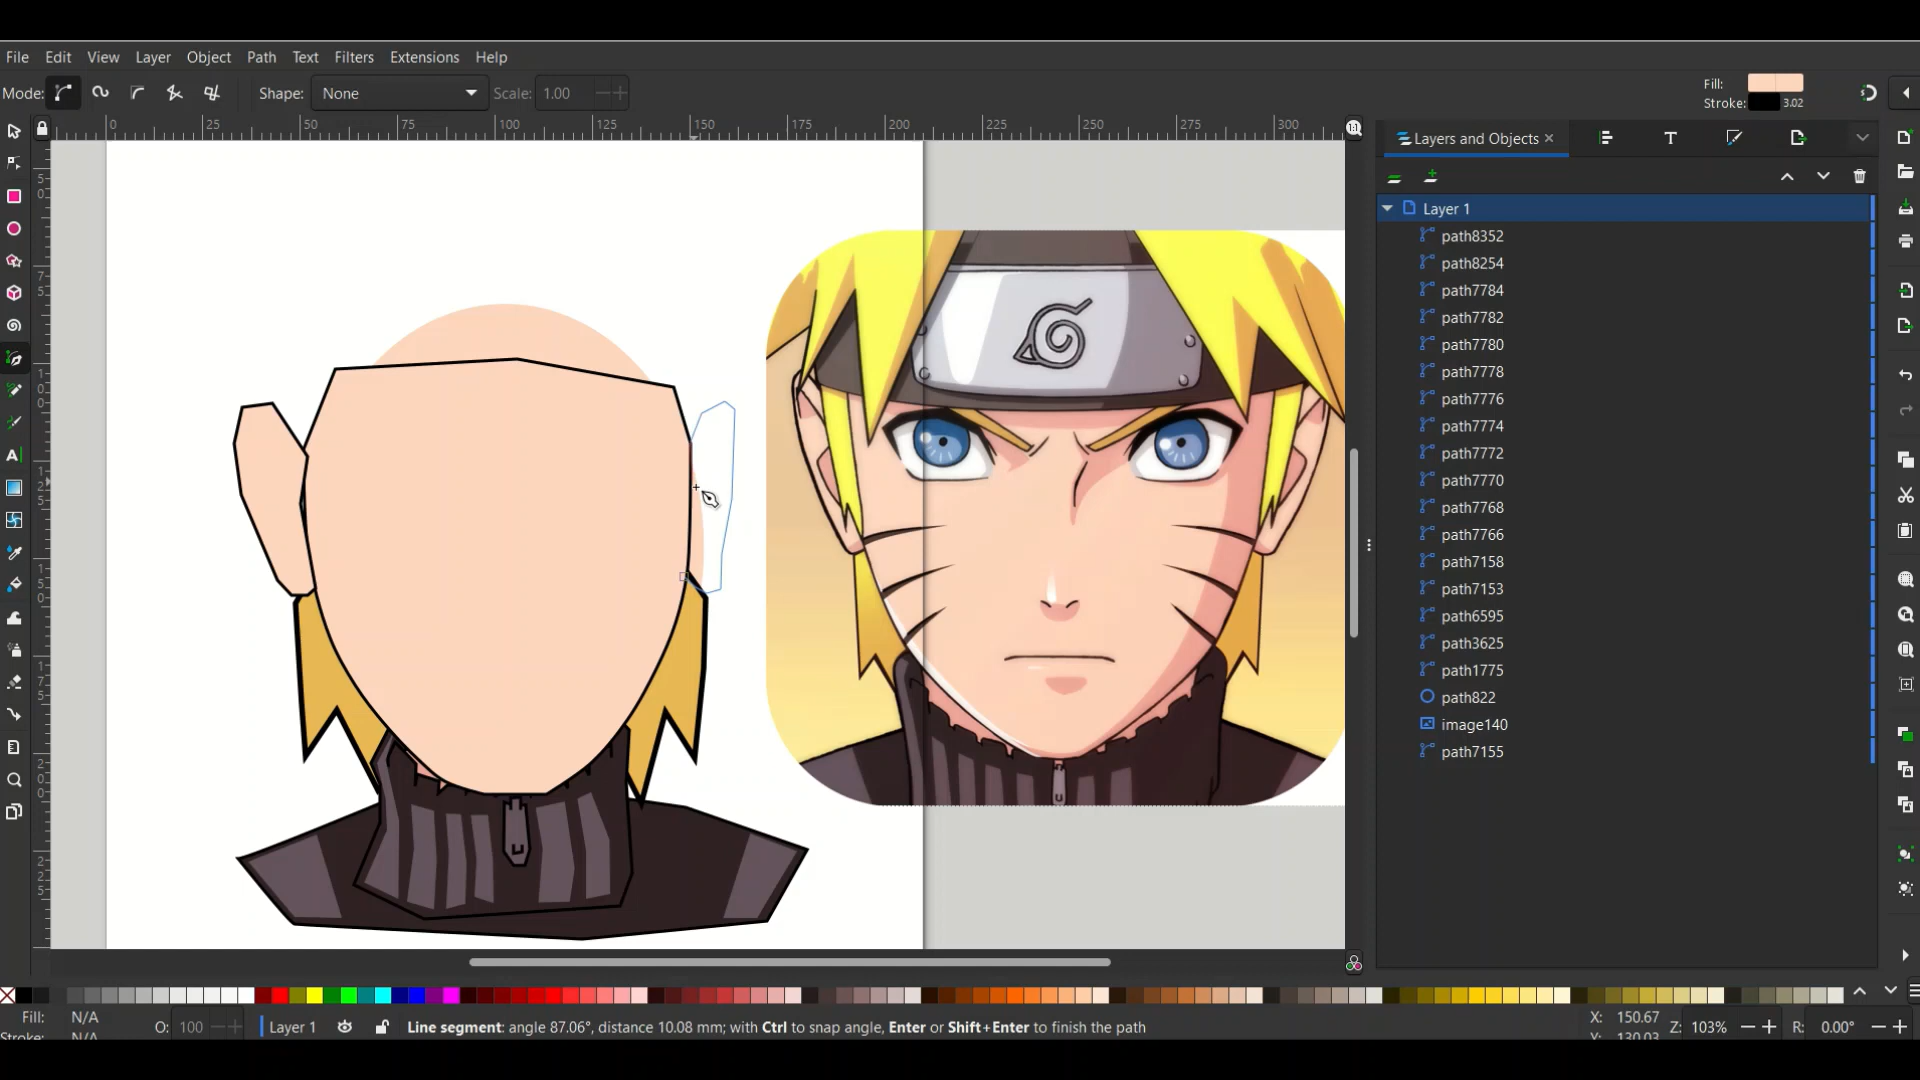 File Edit View Layer Object Path Text Filters Extensions Help
Mode: Shape: None Scale: 1.00 Fill: Stroke: 3.02
0 25 50 75 100 125 150 175 200 225 250 275 300
Layers and Objects
Layer 1
path8352
path8254
path7784
path7782
path7780
path7778
path7776
path7774
path7772
path7770
path7768
path7766
path7158
path7153
path6595
path3625
path1775
path822
image140
path7155
Fill: N/A O: 100 Layer 1 Line segment: angle 87.06°, distance 10.08 mm; with Ctrl to snap angle, Enter or Shift+Enter to finish the path X: 150.67 Z: 103% R: 0.00°
Stroke: N/A Y: 130.03